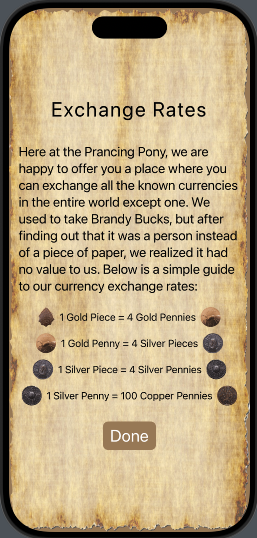 Exchange Rates
Here at the Prancing Pony, we are
happy to offer you a place where you
can exchange all the known currencies
in the entire world except one. We
used to take Brandy Bucks, but after
finding out that it was a person instead
of a piece of paper, we realized it had
no value to us. Below is a simple guide
to our currency exchange rates:
1 Gold Piece = 4 Gold Pennies
1 Gold Penny = 4 Silver Pieces
1 Silver Piece = 4 Silver Pennies
1 Silver Penny = 100 Copper Pennies
Done